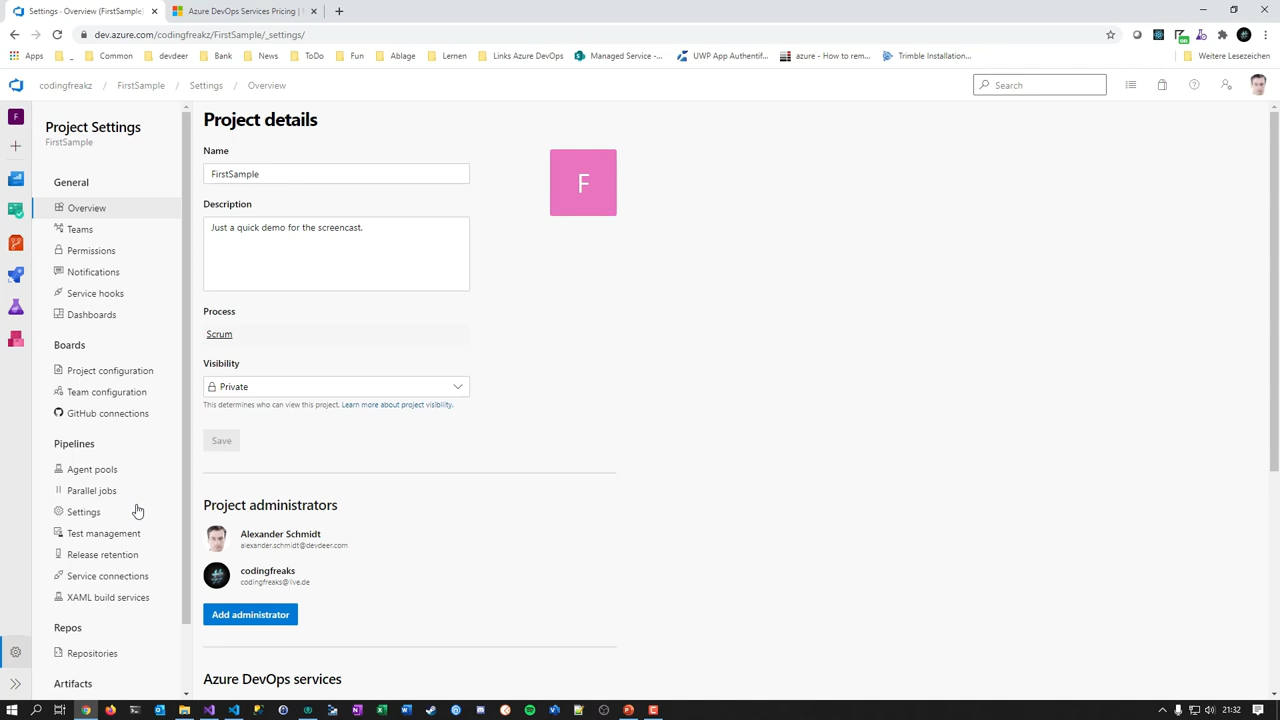 Settings - Overview (FirstSample)
Azure DevOps Services Pricing |
dev.azure.com/codingfreakz/FirstSample/_settings/
Apps
_
Common
devdeer
Bank
News
ToDo
Fun
Ablage
Lernen
Links Azure DevOps
Managed Service -...
UWP App Authentif...
azure - How to rem...
Trimble Installation...
Weitere Lesezeichen
codingfreakz / FirstSample / Settings / Overview
Search
F
Project Settings
FirstSample
General
Overview
Teams
Permissions
Notifications
Service hooks
Dashboards
Boards
Project configuration
Team configuration
GitHub connections
Pipelines
Agent pools
Parallel jobs
Settings
Test management
Release retention
Service connections
XAML build services
Repos
Repositories
Artifacts
Project details
Name
FirstSample
F
Description
Just a quick demo for the screencast.
Process
Scrum
Visibility
Private
This determines who can view this project. Learn more about project visibility.
Save
Project administrators
Alexander Schmidt
alexander.schmidt@devdeer.com
codingfreaks
codingfreaks@live.de
Add administrator
Azure DevOps services
21:32